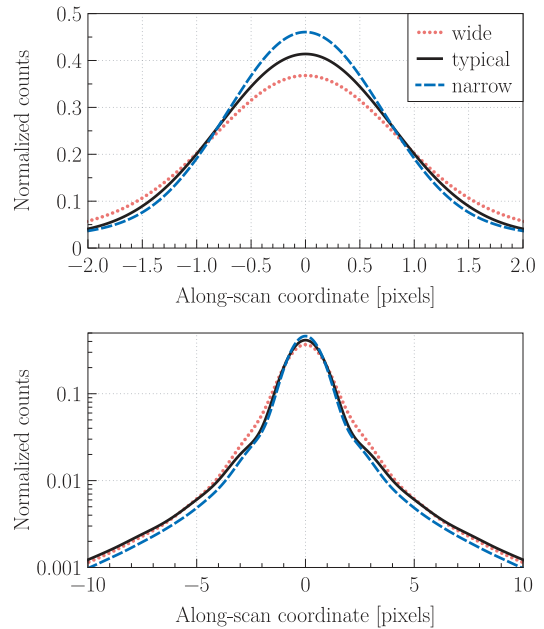 0.5
0.4
0.3
0.2
0.1
0
Normalized counts
wide
typical
narrow
−2.0 −1.5 −1.0 −0.5 0 0.5 1.0 1.5 2.0
Along-scan coordinate [pixels]
0.1
0.01
0.001
Normalized counts
−10 −5 0 5 10
Along-scan coordinate [pixels]